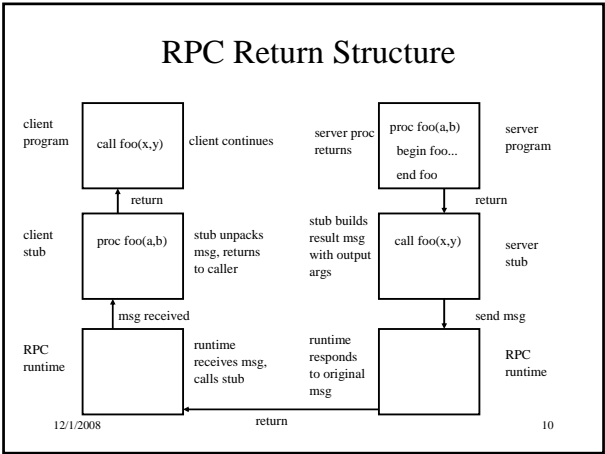 RPC Return Structure
client
program
call foo(x,y)
client continues
server proc
returns
proc foo(a,b)
begin foo...
end foo
server
program
return
return
client
stub
proc foo(a,b)
stub unpacks
msg, returns
to caller
stub builds
result msg
with output
args
call foo(x,y)
server
stub
msg received
send msg
RPC
runtime
runtime
receives msg,
calls stub
runtime
responds
to original
msg
RPC
runtime
return
12/1/2008
10